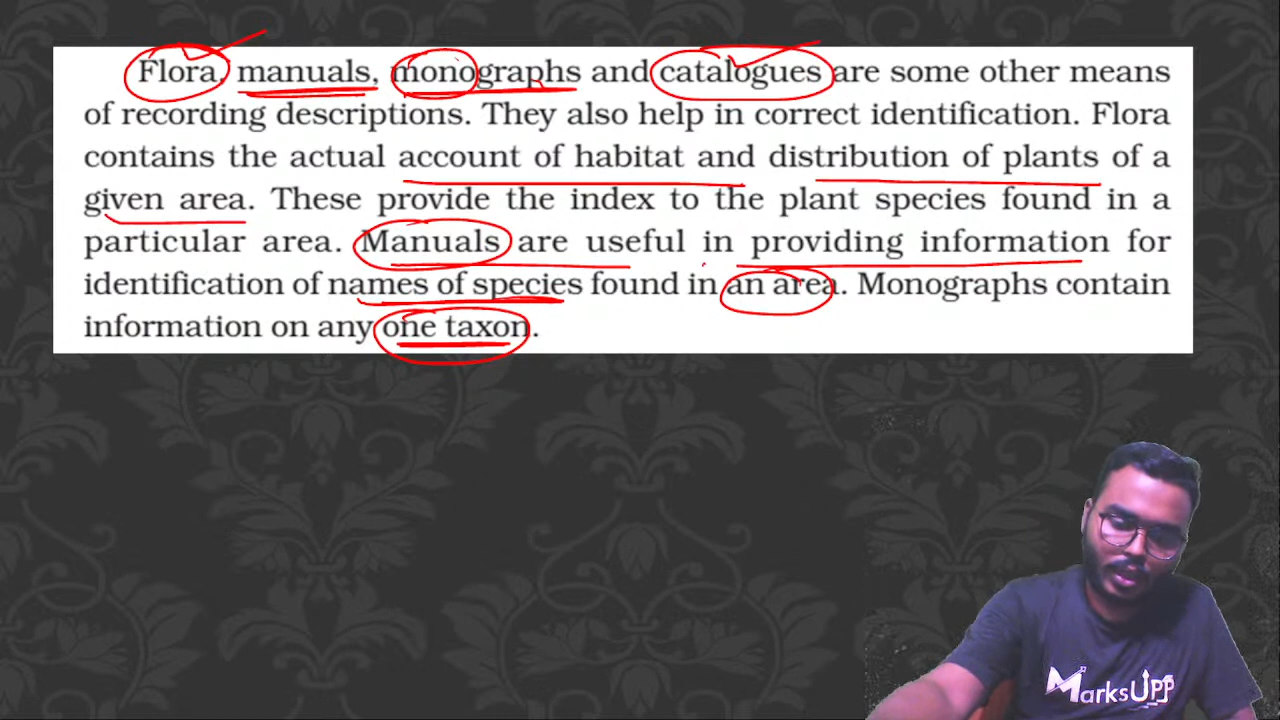 Flora, manuals, monographs and catalogues are some other means
of recording descriptions. They also help in correct identification. Flora
contains the actual account of habitat and distribution of plants of a
given area. These provide the index to the plant species found in a
particular area. Manuals are useful in providing information for
identification of names of species found in an area. Monographs contain
information on any one taxon.
MarksUPP